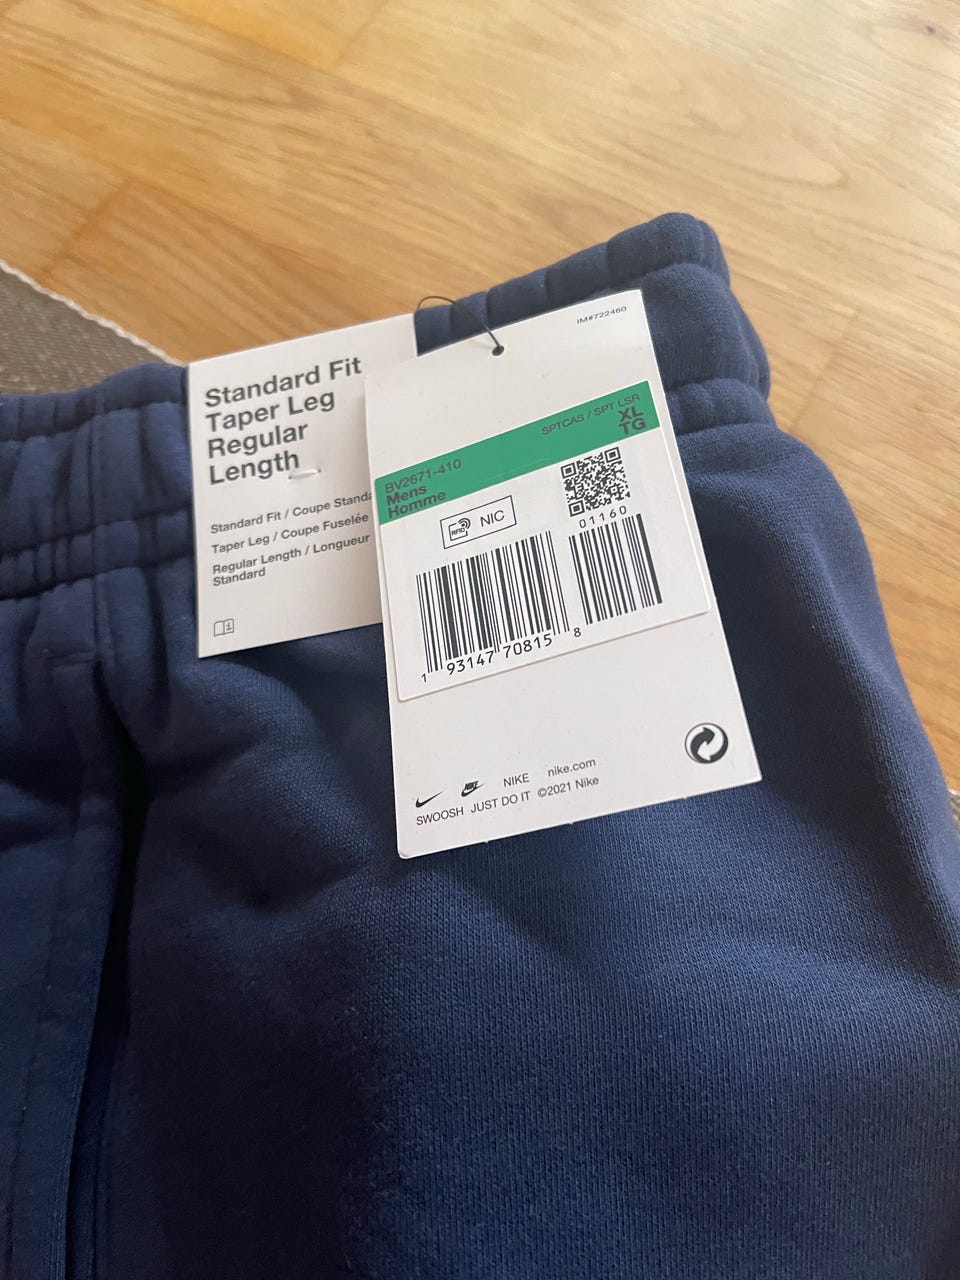 Standard Fit
Taper Leg
Regular
Length
Standard Fit / Coupe Standa
Taper Leg / Coupe Fuselée
Regular Length / Longueur
Standard
IM#722460
SPTCAS / SPT LSR
XL
TG
BV2671-410
Mens
Homme
RFID
NIC
01160
1 93147 70815 8
NIKE nike.com
SWOOSH JUST DO IT ©2021 Nike